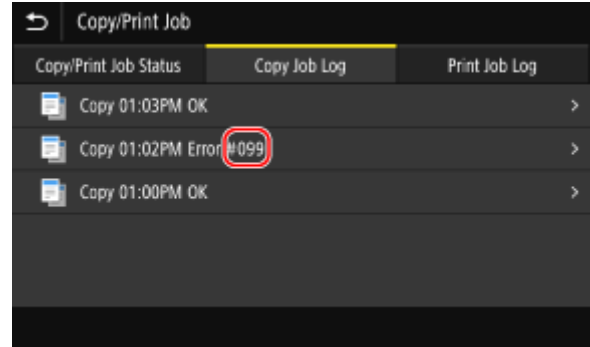 Copy/Print Job
Copy/Print Job Status Copy Job Log Print Job Log
Copy 01:03PM OK
Copy 01:02PM Error #099
Copy 01:00PM OK